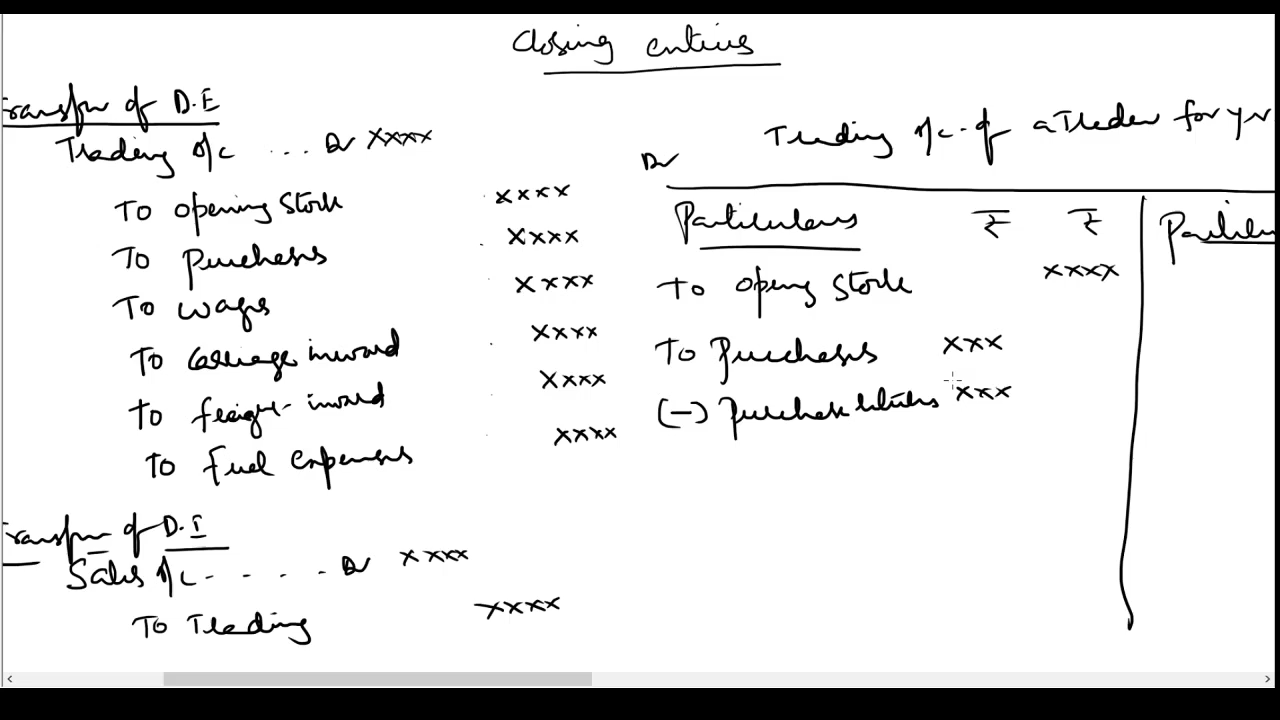 Closing entries
Transfer of D.E
Trading A/c ... Dr xxxx
To opening stock xxxx
To purchases xxxx
To wages xxxx
To carriage inward xxxx
To freight inward xxxx
To Fuel expenses xxxx
Transfer of D.I
Sales A/c - . . . . Dr xxxx
To Trading xxxx
Trading A/c of a Trader for yr
Dr
Particulars ₹ ₹
To opening stock xxxx
To purchases xxx
(-) purchase returns xxx